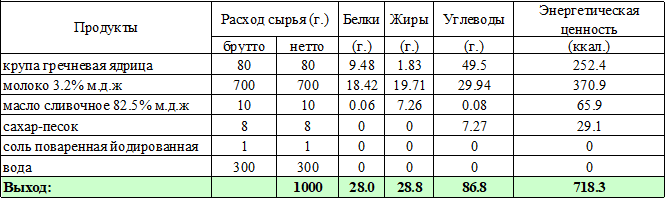 Продукты Расход сырья (г.) Белки Жиры Углеводы Энергетическая ценность
брутто нетто (г.) (г.) (г.) (ккал.)
крупа гречневая ядрица 80 80 9.48 1.83 49.5 252.4
молоко 3.2% м.д.ж 700 700 18.42 19.71 29.94 370.9
масло сливочное 82.5% м.д.ж 10 10 0.06 7.26 0.08 65.9
сахар-песок 8 8 0 0 7.27 29.1
соль поваренная йодированная 1 1 0 0 0 0
вода 300 300 0 0 0 0
Выход: 1000 28.0 28.8 86.8 718.3